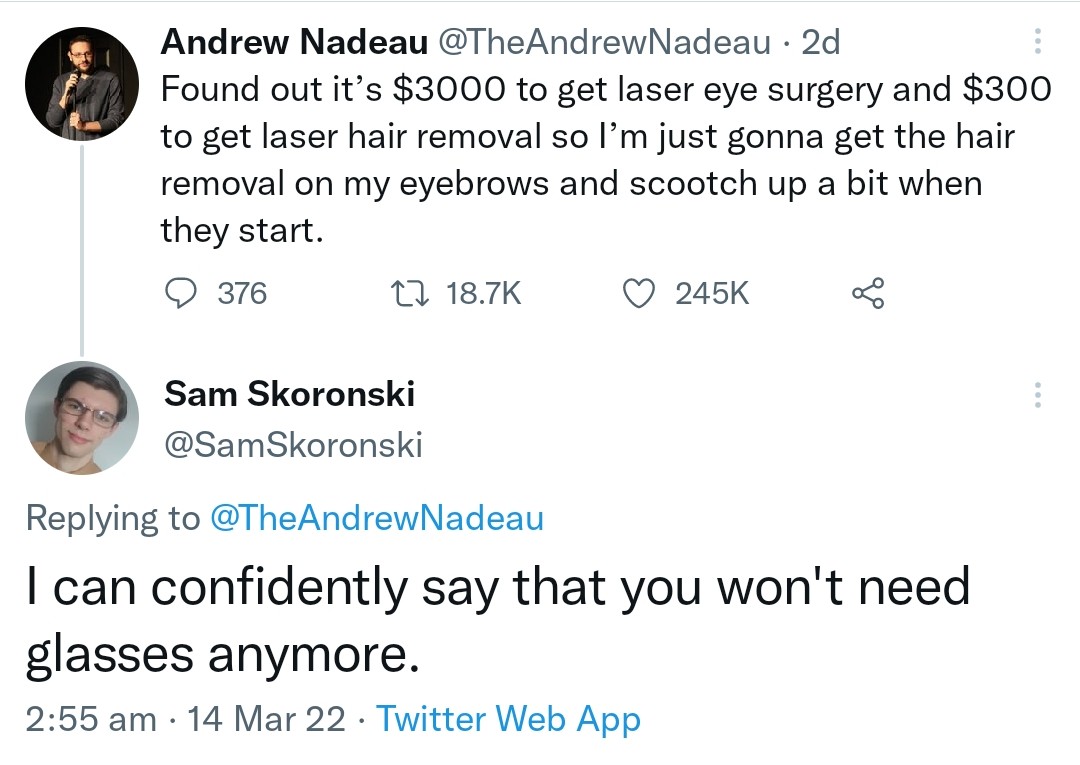 Andrew Nadeau @TheAndrewNadeau · 2d
Found out it’s $3000 to get laser eye surgery and $300
to get laser hair removal so I’m just gonna get the hair
removal on my eyebrows and scootch up a bit when
they start.
376 18.7K 245K
Sam Skoronski
@SamSkoronski
Replying to @TheAndrewNadeau
I can confidently say that you won't need
glasses anymore.
2:55 am · 14 Mar 22 · Twitter Web App